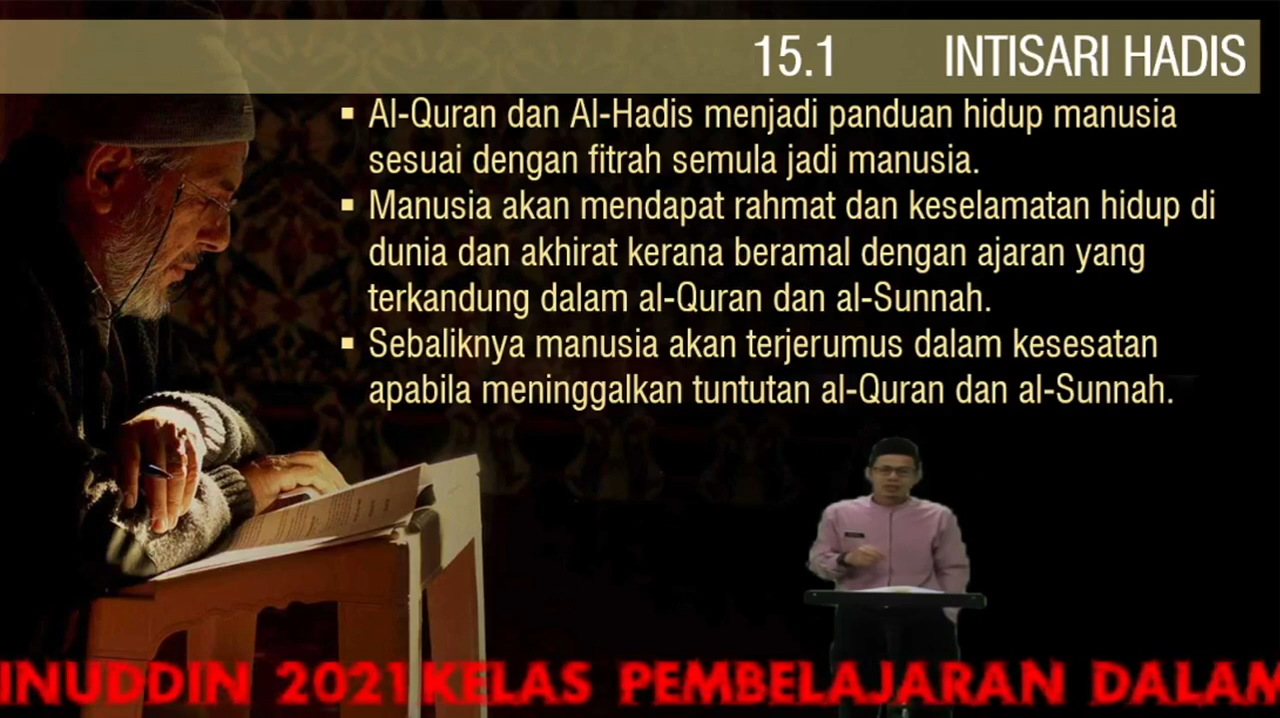 15.1 INTISARI HADIS
▪ Al-Quran dan Al-Hadis menjadi panduan hidup manusia
sesuai dengan fitrah semula jadi manusia.
▪ Manusia akan mendapat rahmat dan keselamatan hidup di
dunia dan akhirat kerana beramal dengan ajaran yang
terkandung dalam al-Quran dan al-Sunnah.
▪ Sebaliknya manusia akan terjerumus dalam kesesatan
apabila meninggalkan tuntutan al-Quran dan al-Sunnah.
INUDDIN 2021 KELAS PEMBELAJARAN DALAM